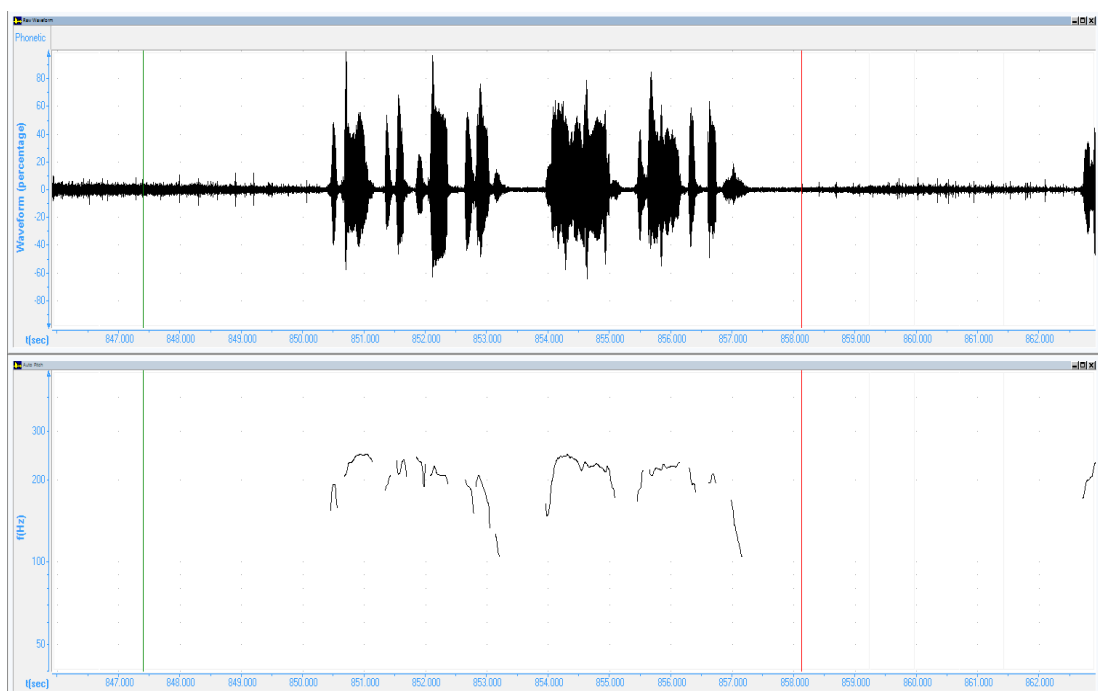 Raw Waveform
Phonetic
80
60
40
20
0
-20
-40
-60
-80
Waveform (percentage)
t(sec) 847.000 848.000 849.000 850.000 851.000 852.000 853.000 854.000 855.000 856.000 857.000 858.000 859.000 860.000 861.000 862.000
Auto Pitch
300
200
100
50
f(Hz)
t(sec) 847.000 848.000 849.000 850.000 851.000 852.000 853.000 854.000 855.000 856.000 857.000 858.000 859.000 860.000 861.000 862.000